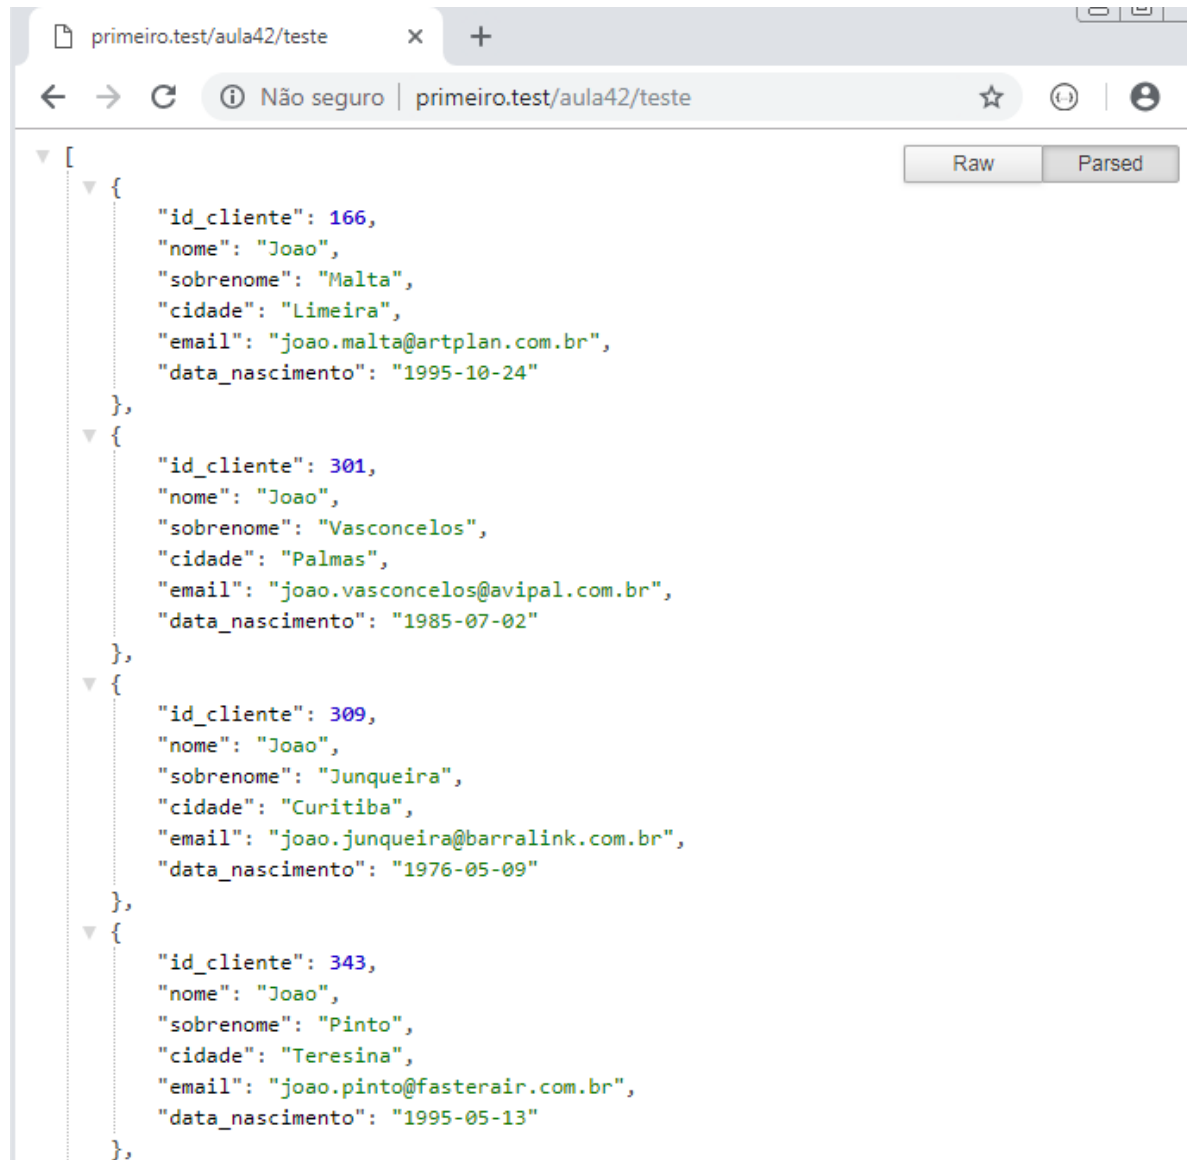 primeiro.test/aula42/teste
Não seguro | primeiro.test/aula42/teste
Raw Parsed
[
{
"id_cliente": 166,
"nome": "Joao",
"sobrenome": "Malta",
"cidade": "Limeira",
"email": "joao.malta@artplan.com.br",
"data_nascimento": "1995-10-24"
},
{
"id_cliente": 301,
"nome": "Joao",
"sobrenome": "Vasconcelos",
"cidade": "Palmas",
"email": "joao.vasconcelos@avipal.com.br",
"data_nascimento": "1985-07-02"
},
{
"id_cliente": 309,
"nome": "Joao",
"sobrenome": "Junqueira",
"cidade": "Curitiba",
"email": "joao.junqueira@barralink.com.br",
"data_nascimento": "1976-05-09"
},
{
"id_cliente": 343,
"nome": "Joao",
"sobrenome": "Pinto",
"cidade": "Teresina",
"email": "joao.pinto@fasterair.com.br",
"data_nascimento": "1995-05-13"
},